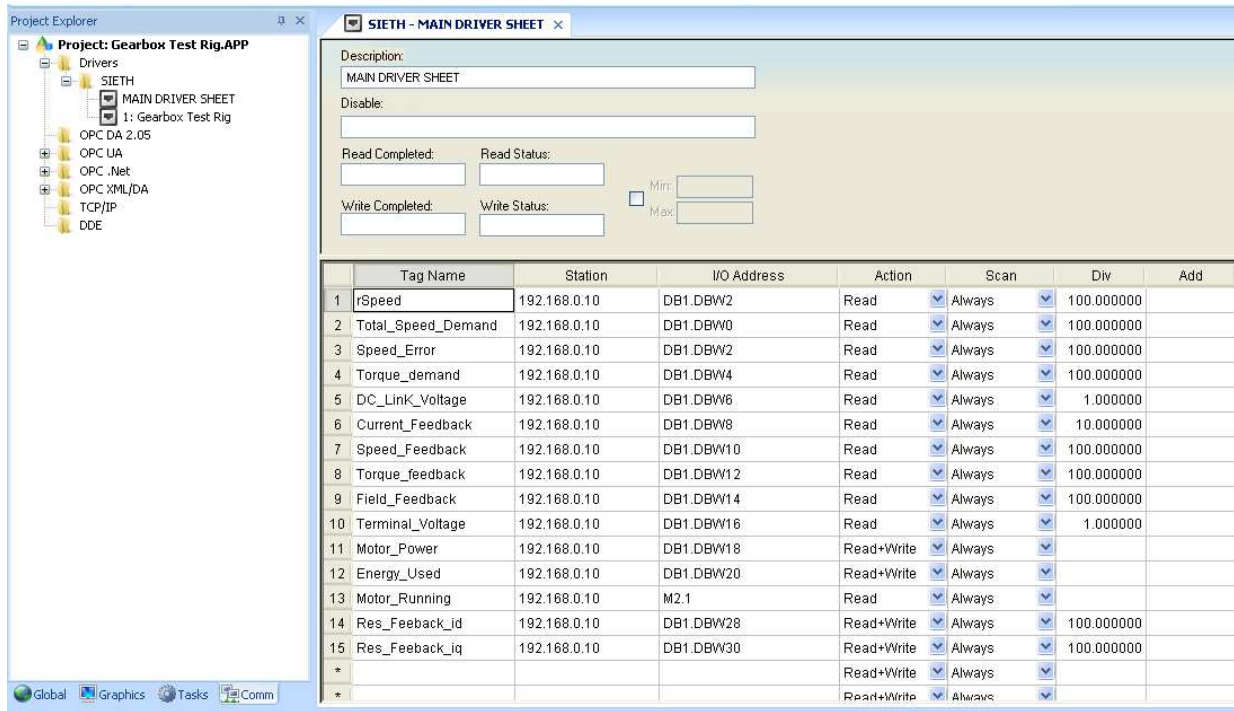 Project Explorer
Project: Gearbox Test Rig.APP
Drivers
SIETH
MAIN DRIVER SHEET
1: Gearbox Test Rig
OPC DA 2.05
OPC UA
OPC .Net
OPC XML/DA
TCP/IP
DDE
Global Graphics Tasks Comm
SIETH - MAIN DRIVER SHEET
Description:
MAIN DRIVER SHEET
Disable:
Read Completed: Read Status:
Min:
Write Completed: Write Status:
Max:
Tag Name Station I/O Address Action Scan Div Add
1 rSpeed 192.168.0.10 DB1.DBW2 Read Always 100.000000
2 Total_Speed_Demand 192.168.0.10 DB1.DBW0 Read Always 100.000000
3 Speed_Error 192.168.0.10 DB1.DBW2 Read Always 100.000000
4 Torque_demand 192.168.0.10 DB1.DBW4 Read Always 100.000000
5 DC_LinK_Voltage 192.168.0.10 DB1.DBW6 Read Always 1.000000
6 Current_Feedback 192.168.0.10 DB1.DBW8 Read Always 10.000000
7 Speed_Feedback 192.168.0.10 DB1.DBW10 Read Always 100.000000
8 Torque_feedback 192.168.0.10 DB1.DBW12 Read Always 100.000000
9 Field_Feedback 192.168.0.10 DB1.DBW14 Read Always 100.000000
10 Terminal_Voltage 192.168.0.10 DB1.DBW16 Read Always 1.000000
11 Motor_Power 192.168.0.10 DB1.DBW18 Read+Write Always
12 Energy_Used 192.168.0.10 DB1.DBW20 Read+Write Always
13 Motor_Running 192.168.0.10 M2.1 Read Always
14 Res_Feeback_id 192.168.0.10 DB1.DBW28 Read+Write Always 100.000000
15 Res_Feeback_iq 192.168.0.10 DB1.DBW30 Read+Write Always 100.000000
* Read+Write Always
* Read+Write Always